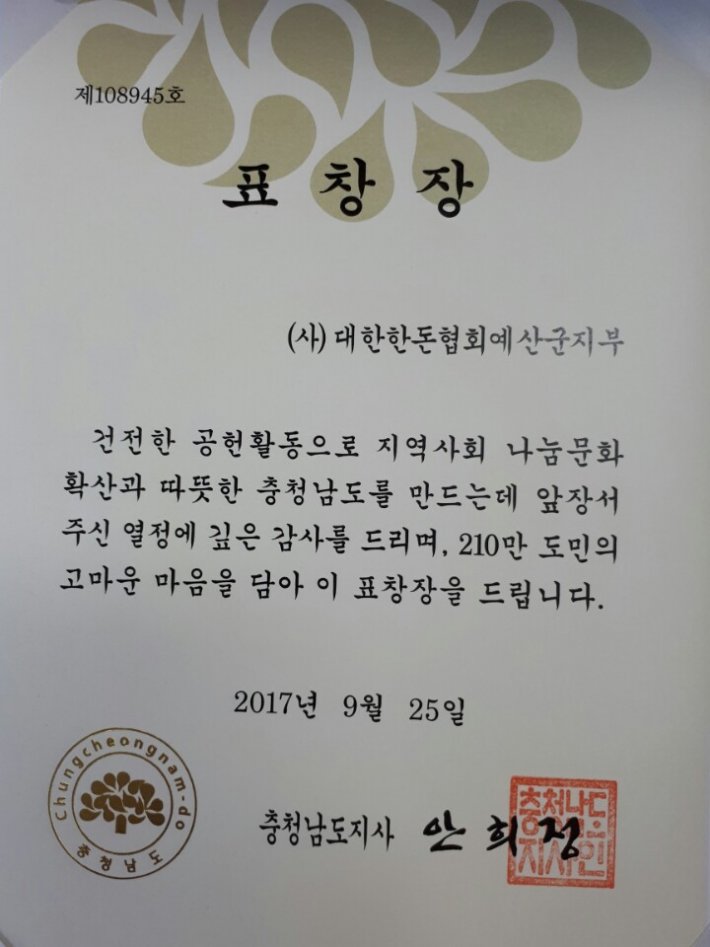 제108945호
표 창 장
(사) 대한한돈협회예산군지부
건전한 공헌활동으로 지역사회 나눔문화
확산과 따뜻한 충청남도를 만드는데 앞장서
주신 열정에 깊은 감사를 드리며, 210만 도민의
고마운 마음을 담아 이 표창장을 드립니다.
2017년 9월 25일
Chungcheongnam-do
충청남도
충청남도지사 안희정
충청남도
지사인